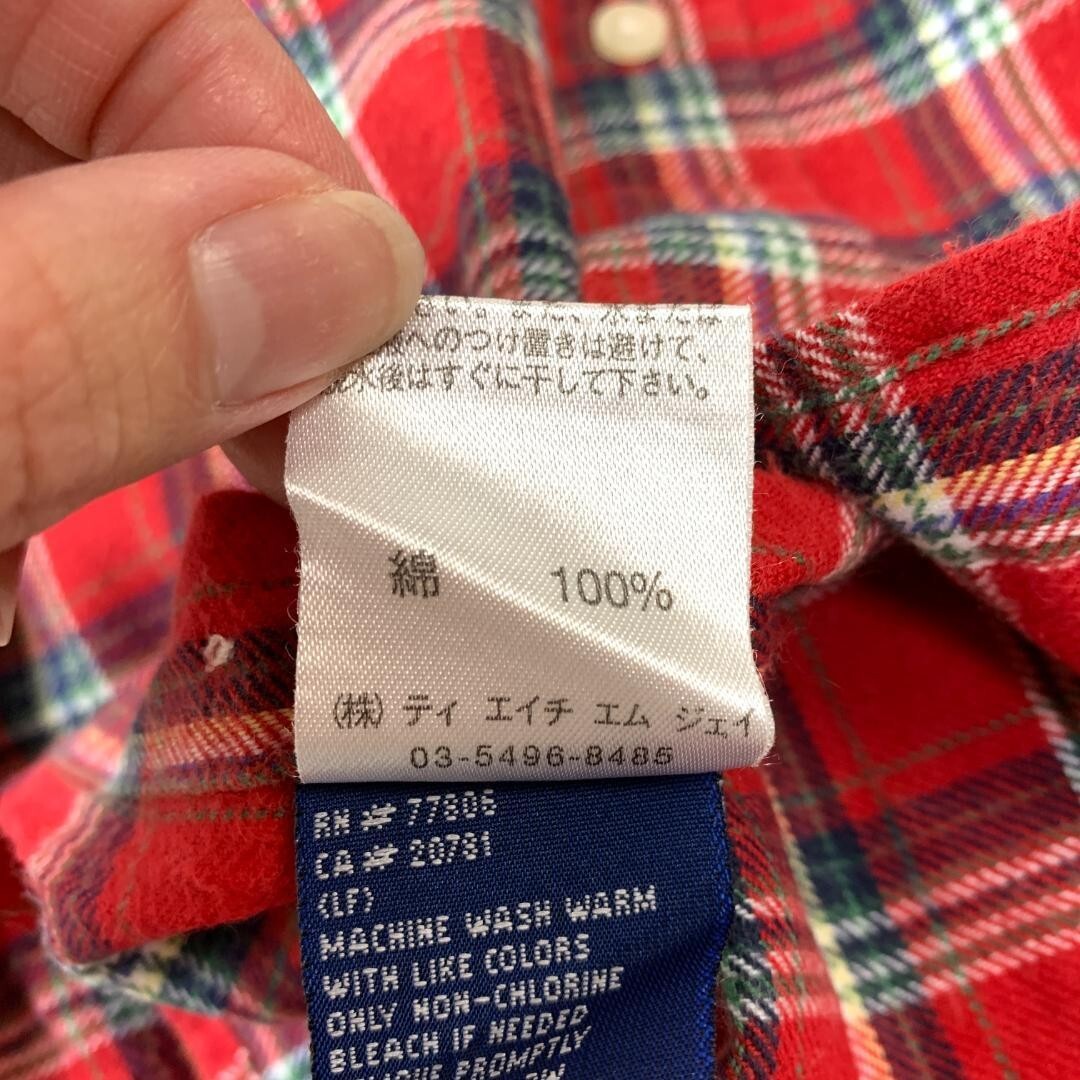 へのつけ置きは避けて、
水後はすぐに干して下さい。
綿 100%
(株) ティ エイチ エム ジェイ
03-5496-8485
RN # 77806
CA # 20781
(LF)
MACHINE WASH WARM
WITH LIKE COLORS
ONLY NON-CHLORINE
BLEACH IF NEEDED
PROMPTLY